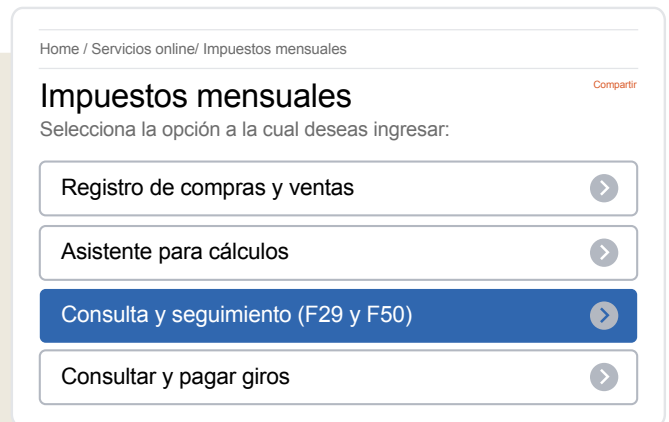 Home / Servicios online/ Impuestos mensuales
Impuestos mensuales
Compartir
Selecciona la opción a la cual deseas ingresar:
Registro de compras y ventas
Asistente para cálculos
Consulta y seguimiento (F29 y F50)
Consultar y pagar giros